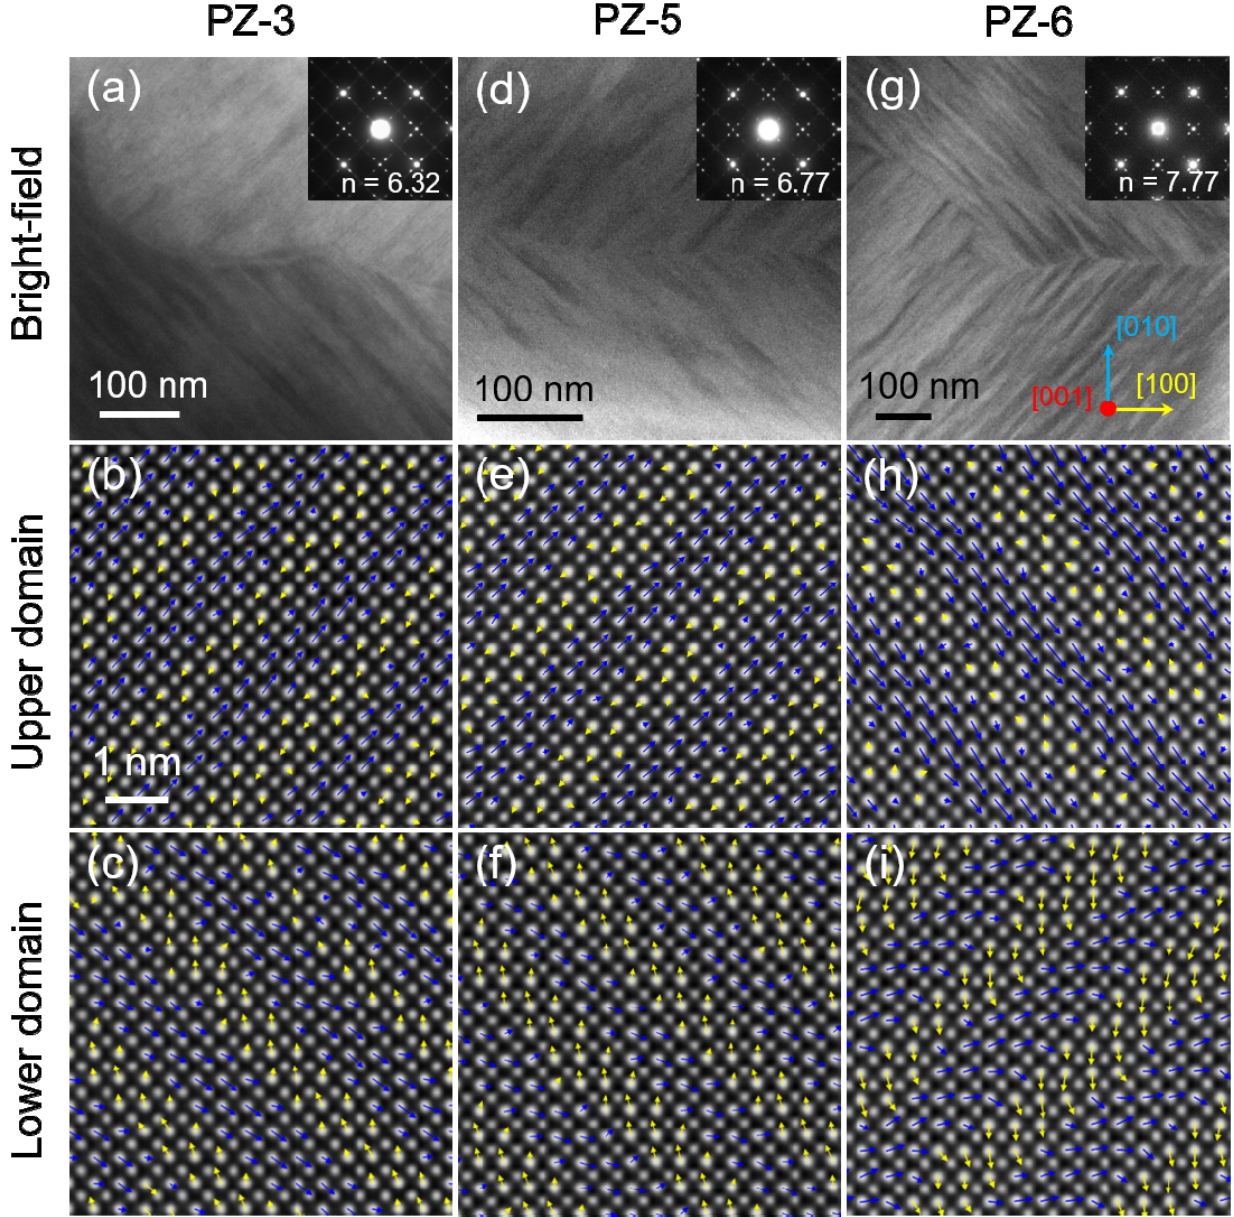 PZ-3
PZ-5
PZ-6
Bright-field
(a)
n = 6.32
100 nm
(d)
n = 6.77
100 nm
(g)
n = 7.77
100 nm
[010]
[001]
[100]
Upper domain
(b)
1 nm
(e)
(h)
Lower domain
(c)
(f)
(i)